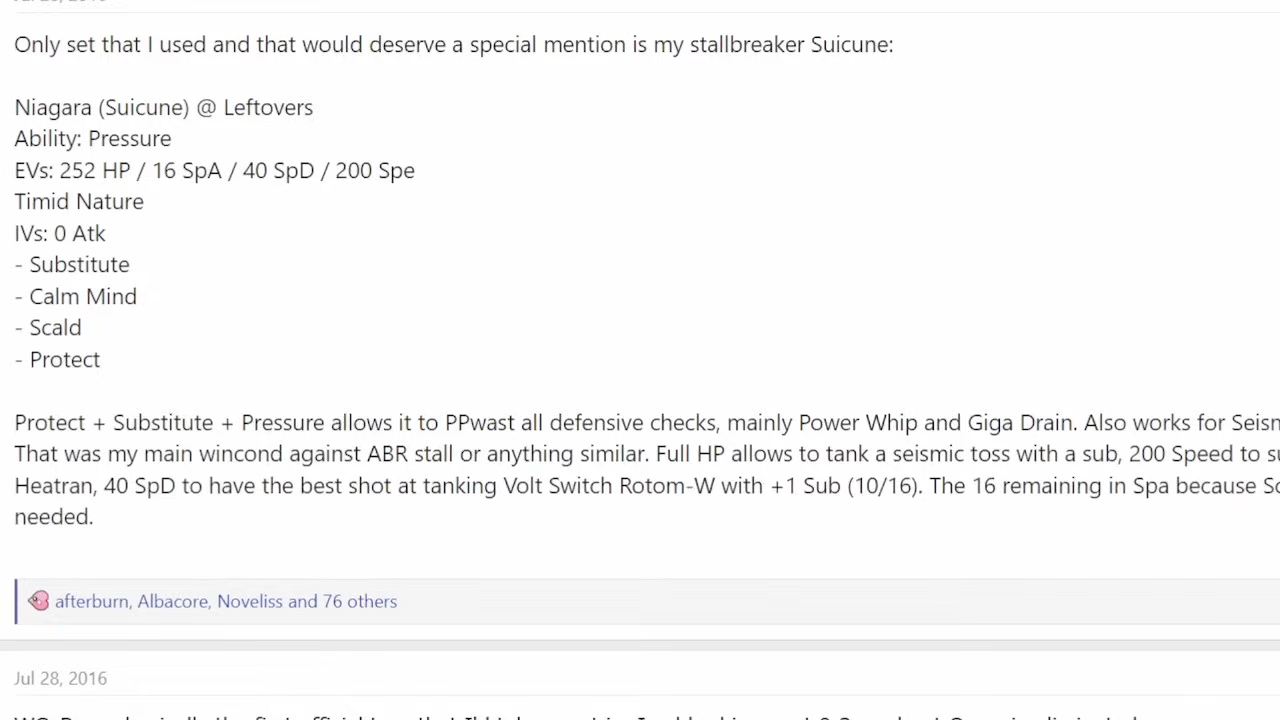 Only set that I used and that would deserve a special mention is my stallbreaker Suicune:
Niagara (Suicune) @ Leftovers
Ability: Pressure
EVs: 252 HP / 16 SpA / 40 SpD / 200 Spe
Timid Nature
IVs: 0 Atk
- Substitute
- Calm Mind
- Scald
- Protect
Protect + Substitute + Pressure allows it to PPwast all defensive checks, mainly Power Whip and Giga Drain. Also works for Seism
That was my main wincond against ABR stall or anything similar. Full HP allows to tank a seismic toss with a sub, 200 Speed to su
Heatran, 40 SpD to have the best shot at tanking Volt Switch Rotom-W with +1 Sub (10/16). The 16 remaining in Spa because Sc
needed.
afterburn, Albacore, Noveliss and 76 others
Jul 28, 2016